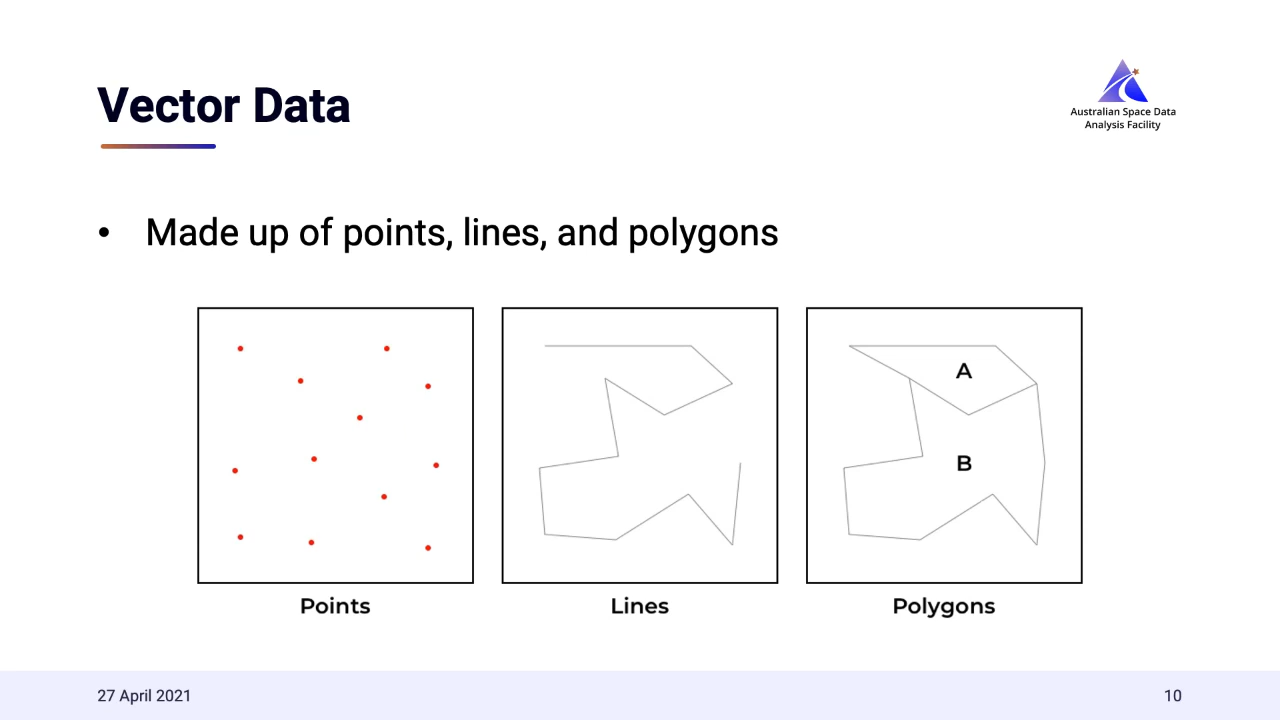 Vector Data
Australian Space Data
Analysis Facility
• Made up of points, lines, and polygons
A
B
Points
Lines
Polygons
27 April 2021
10